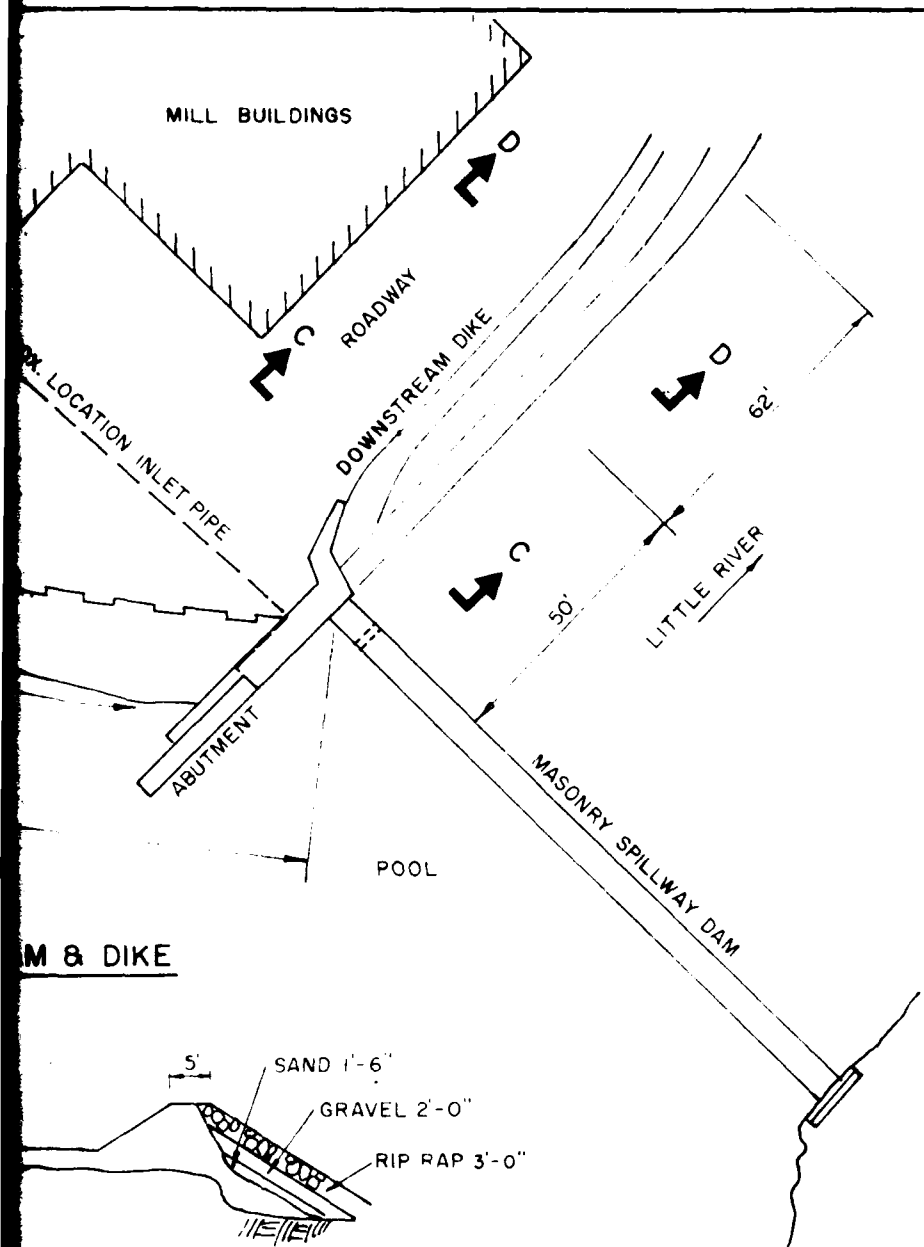 MILL BUILDINGS
D
C
ROADWAY
LOCATION INLET PIPE
DOWNSTREAM DIKE
D
62'
C
50'
LITTLE RIVER
ABUTMENT
MASONRY SPILLWAY DAM
POOL
M & DIKE
5'
SAND 1'-6"
GRAVEL 2'-0"
RIP RAP 3'-0"